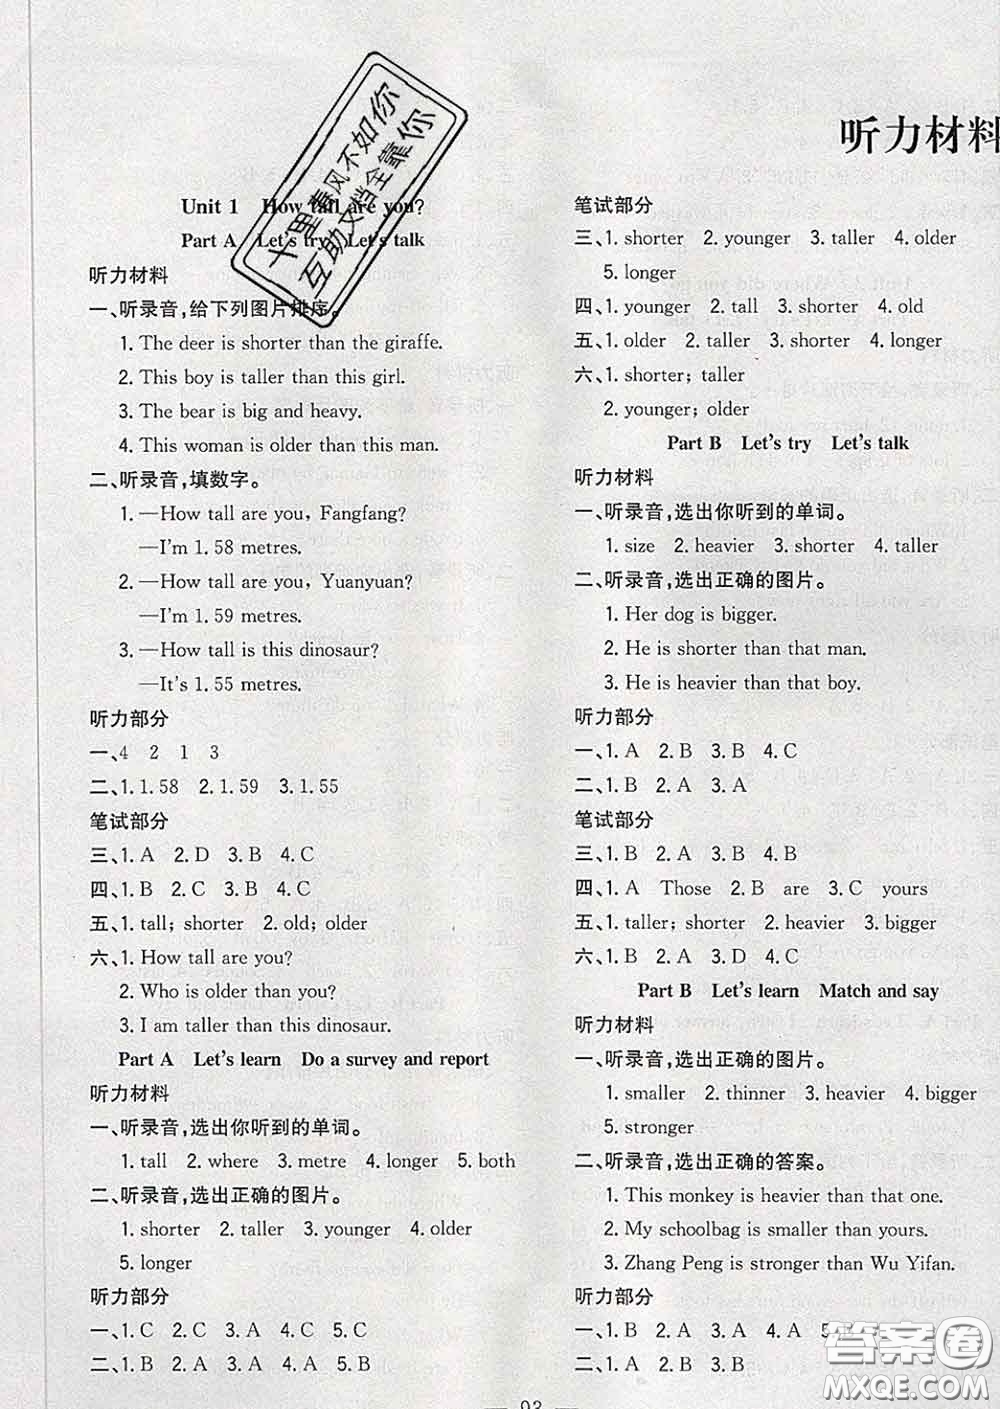 听力材料
十里春风不如你
互助文档全靠你
Unit 1 How tall are you?
Part A Let's try Let's talk
听力材料
一、听录音,给下列图片排序。
1. The deer is shorter than the giraffe.
2. This boy is taller than this girl.
3. The bear is big and heavy.
4. This woman is older than this man.
二、听录音,填数字。
1. —How tall are you, Fangfang?
—I'm 1.58 metres.
2. —How tall are you, Yuanyuan?
—I'm 1.59 metres.
3. —How tall is this dinosaur?
—It's 1.55 metres.
听力部分
一、4 2 1 3
二、1. 1.58 2. 1.59 3. 1.55
笔试部分
三、1. A 2. D 3. B 4. C
四、1. B 2. C 3. B 4. C
五、1. tall; shorter 2. old; older
六、1. How tall are you?
2. Who is older than you?
3. I am taller than this dinosaur.
Part A Let's learn Do a survey and report
听力材料
一、听录音,选出你听到的单词。
1. tall 2. where 3. metre 4. longer 5. both
二、听录音,选出正确的图片。
1. shorter 2. taller 3. younger 4. older
5. longer
听力部分
一、1. C 2. C 3. A 4. A 5. C
二、1. B 2. A 3. A 4. B 5. B
笔试部分
三、1. shorter 2. younger 3. taller 4. older
5. longer
四、1. younger 2. tall 3. shorter 4. old
五、1. older 2. taller 3. shorter 4. longer
六、1. shorter; taller
2. younger; older
Part B Let's try Let's talk
听力材料
一、听录音,选出你听到的单词。
1. size 2. heavier 3. shorter 4. taller
二、听录音,选出正确的图片。
1. Her dog is bigger.
2. He is shorter than that man.
3. He is heavier than that boy.
听力部分
一、1. A 2. B 3. B 4. C
二、1. B 2. A 3. A
笔试部分
三、1. B 2. A 3. B 4. B
四、1. A Those 2. B are 3. C yours
五、1. taller; shorter 2. heavier 3. bigger
六、1. B 2. A 3. D 4. C
Part B Let's learn Match and say
听力材料
一、听录音,选出正确的图片。
1. smaller 2. thinner 3. heavier 4. bigger
5. stronger
二、听录音,选出正确的答案。
1. This monkey is heavier than that one.
2. My schoolbag is smaller than yours.
3. Zhang Peng is stronger than Wu Yifan.
听力部分
一、1. B 2. B 3. A 4. A 5.
二、1. B 2. A 3. B
答案圈
MXQE.COM
— 93 —